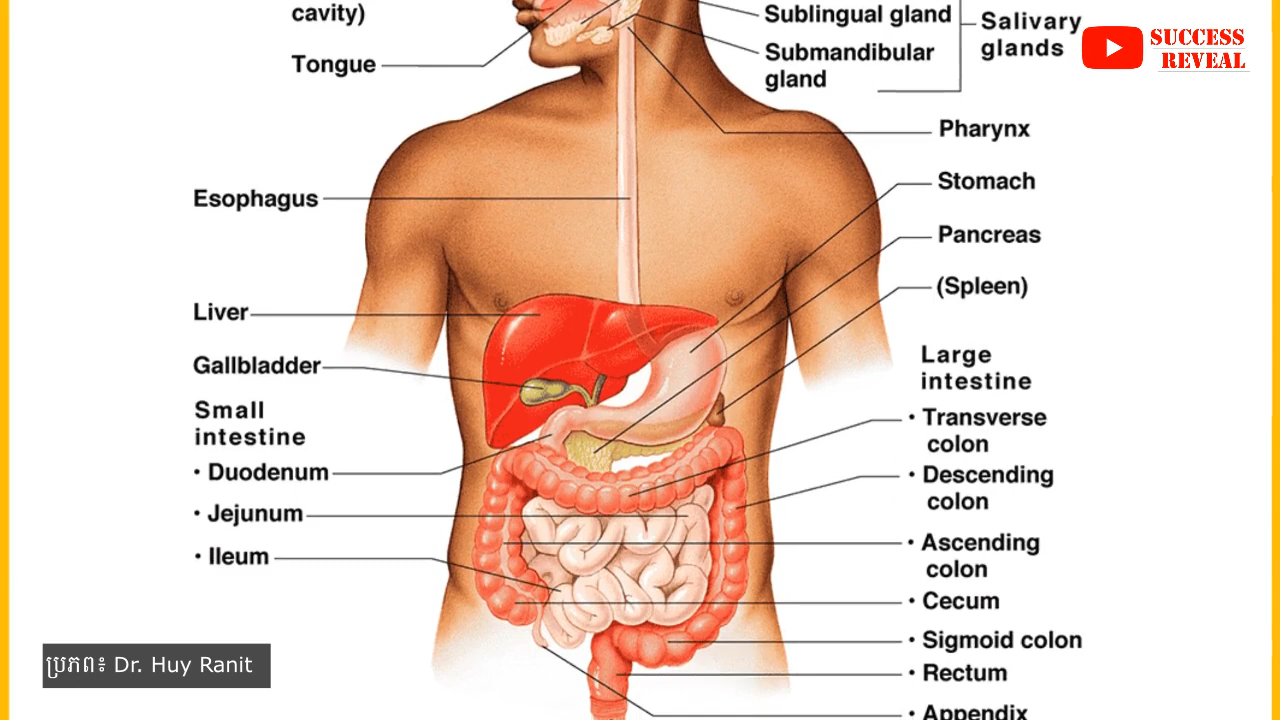 cavity)
Tongue
Esophagus
Liver
Gallbladder
Small
intestine
• Duodenum
• Jejunum
• Ileum
Sublingual gland
Submandibular
gland
Salivary
glands
Pharynx
Stomach
Pancreas
(Spleen)
Large
intestine
• Transverse
colon
• Descending
colon
• Ascending
colon
• Cecum
• Sigmoid colon
• Rectum
• Appendix
SUCCESS
REVEAL
ប្រភព៖ Dr. Huy Ranit